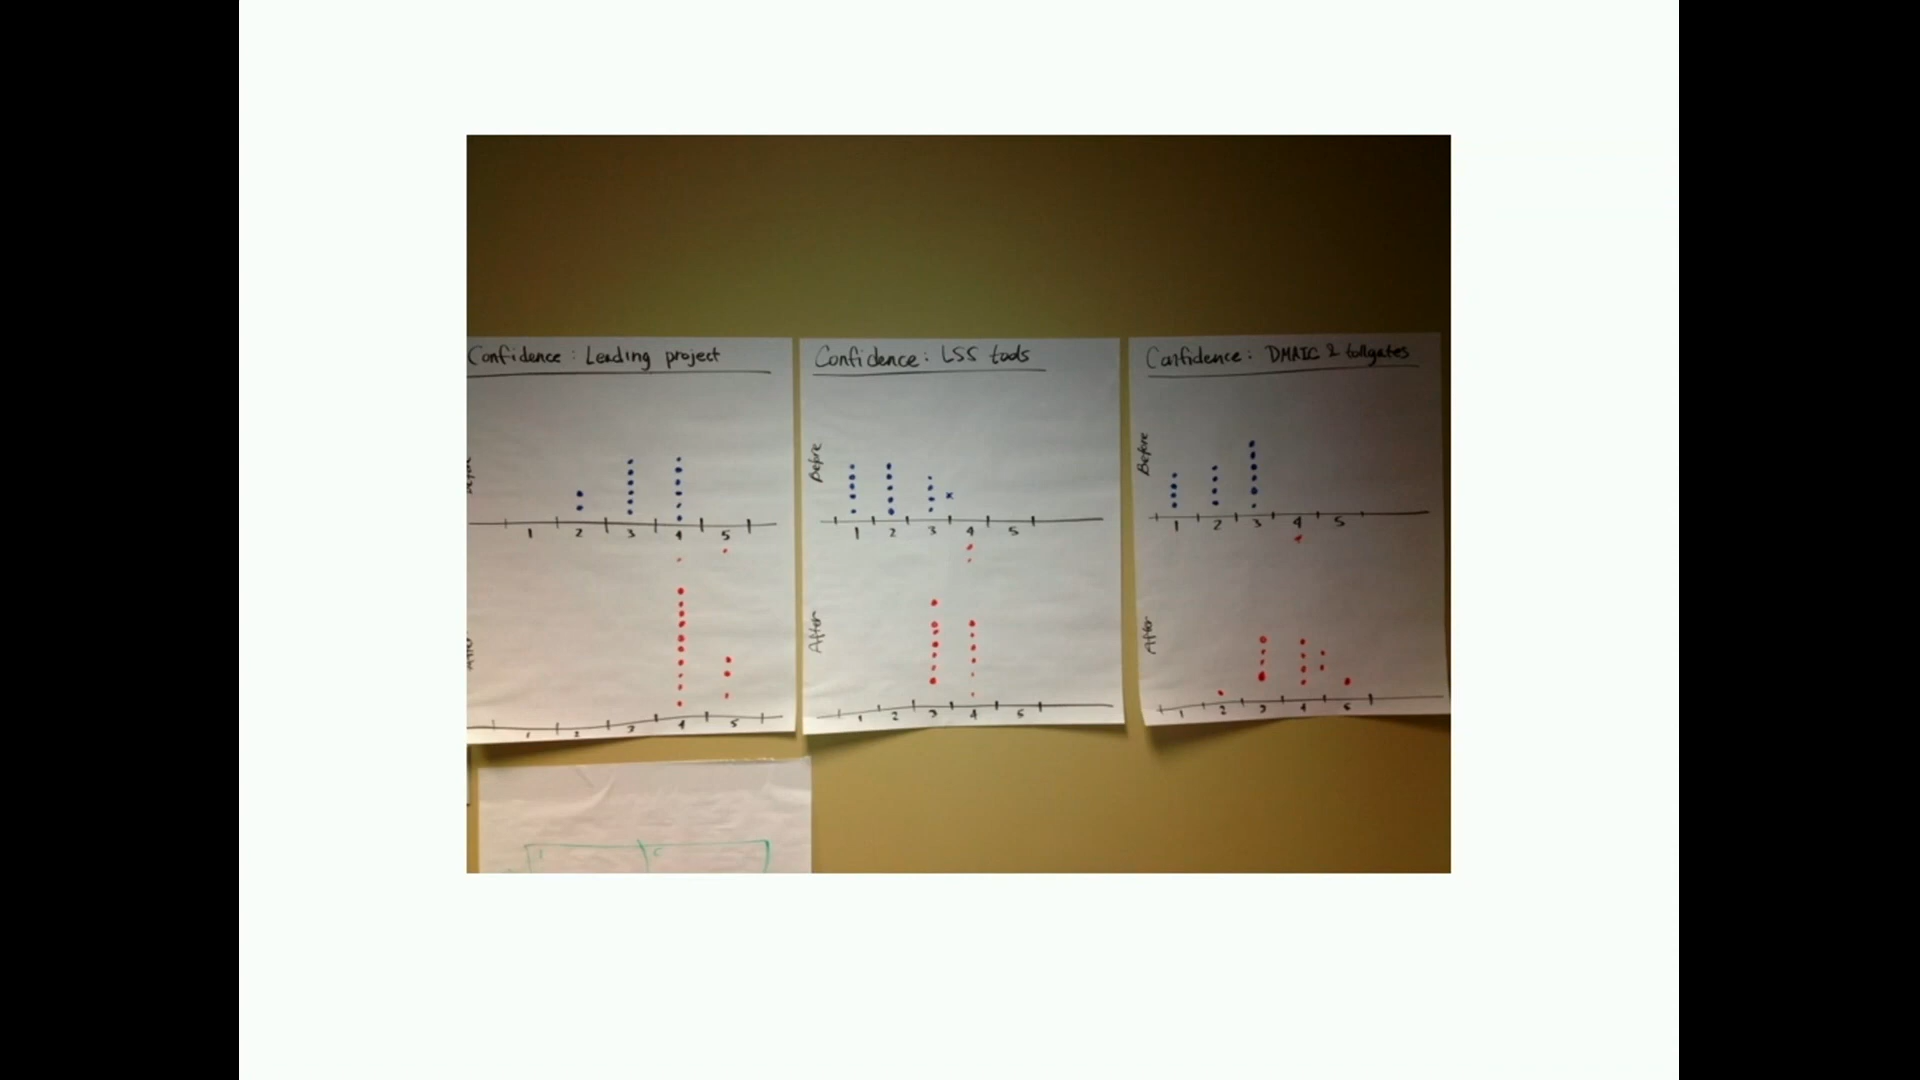 Confidence: Leading project
Before
1 2 3 4 5
After
1 2 3 4 5
Confidence: LSS tools
Before
1 2 3 4 5
After
1 2 3 4 5
Confidence: DMAIC & tollgates
Before
1 2 3 4 5
After
1 2 3 4 5